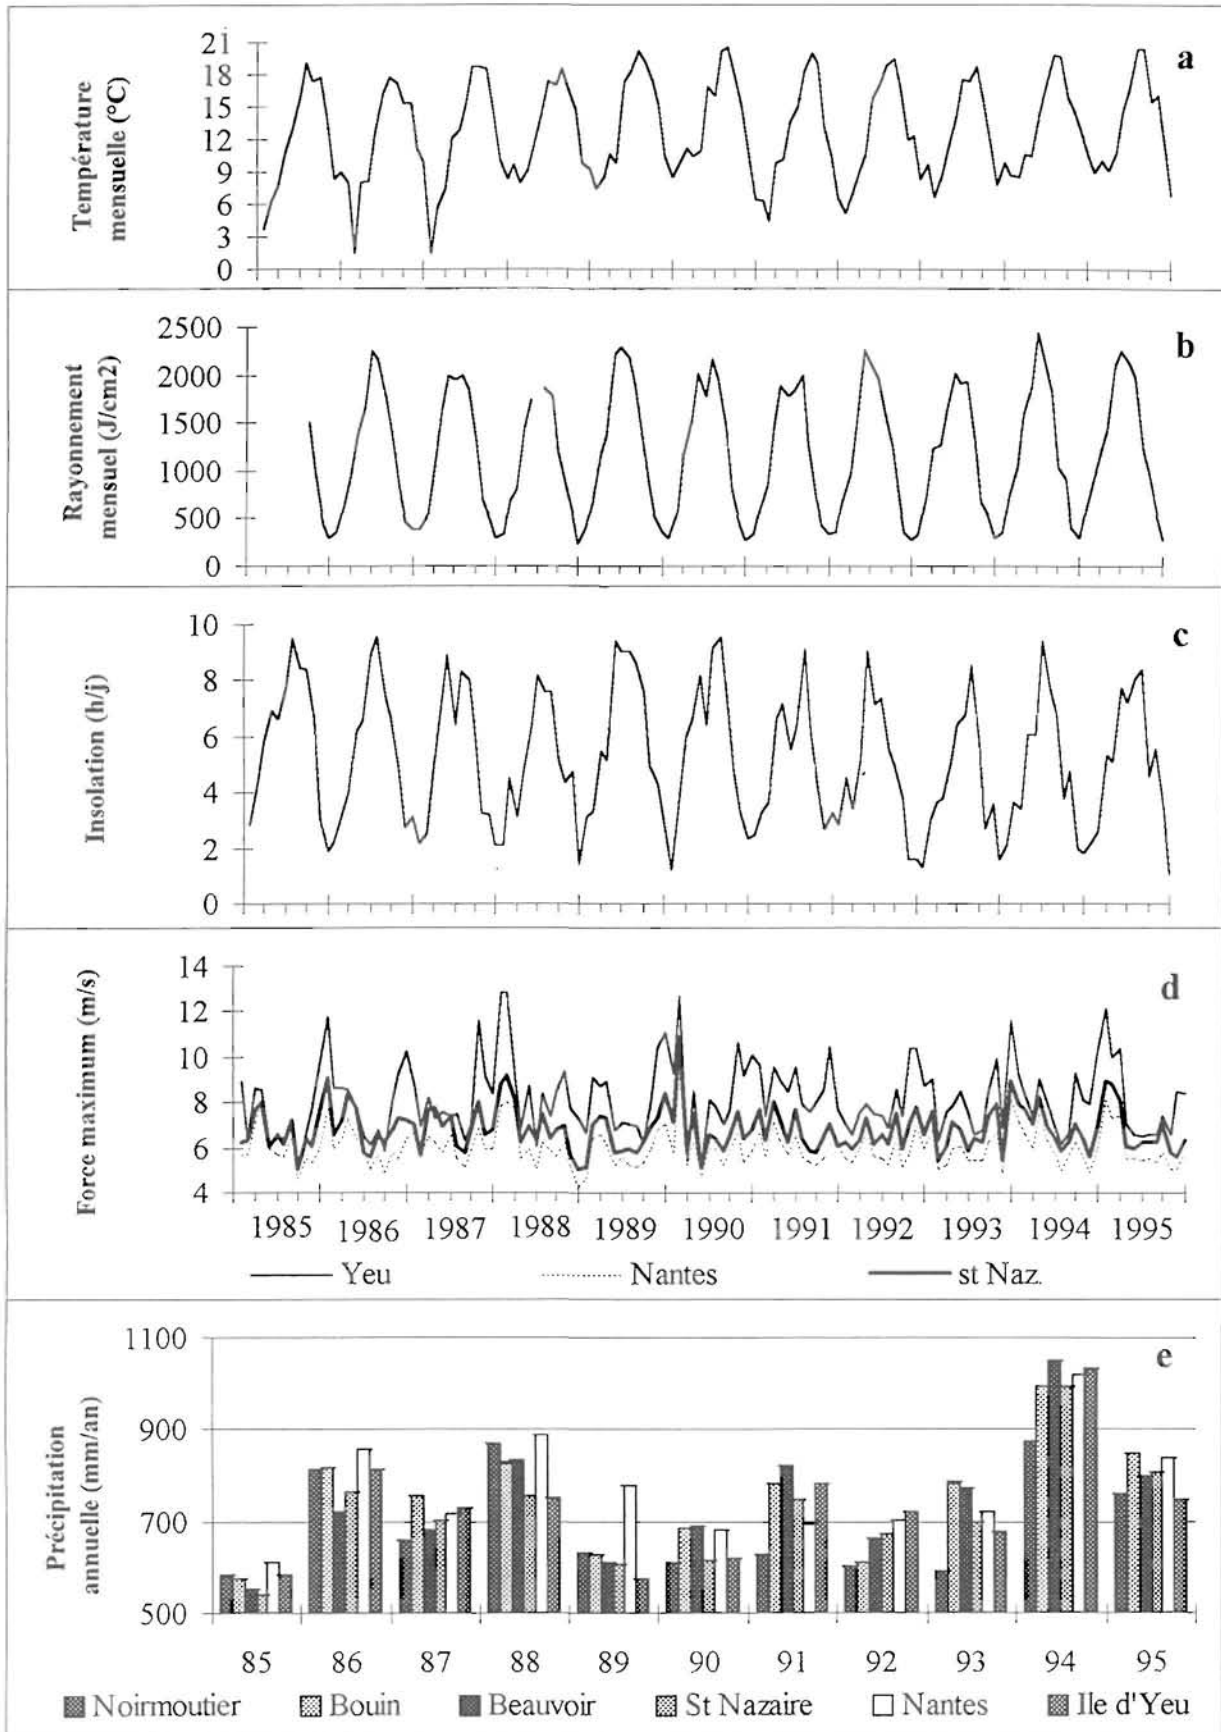 a
Température
mensuelle (°C)
21
18
15
12
9
6
3
0
b
Rayonnement
mensuel (J/cm2)
2500
2000
1500
1000
500
0
c
Insolation (h/j)
10
8
6
4
2
0
d
Force maximum (m/s)
14
12
10
8
6
4
1985 1986 1987 1988 1989 1990 1991 1992 1993 1994 1995
Yeu Nantes st Naz.
e
Précipitation
annuelle (mm/an)
1100
900
700
500
85 86 87 88 89 90 91 92 93 94 95
Noirmoutier Bouin Beauvoir St Nazaire Nantes Ile d'Yeu